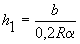 h₁ = b / 0,2Rα